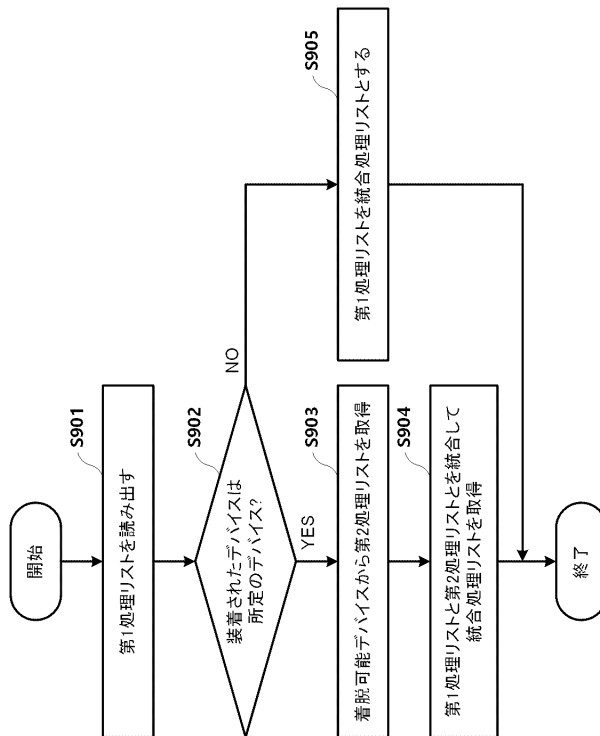 開始
S901
第1処理リストを読み出す
S902
装着されたデバイスは
所定のデバイス?
NO
YES
S903
着脱可能デバイスから第2処理リストを取得
S904
第1処理リストと第2処理リストとを統合して
統合処理リストを取得
S905
第1処理リストを統合処理リストとする
終了